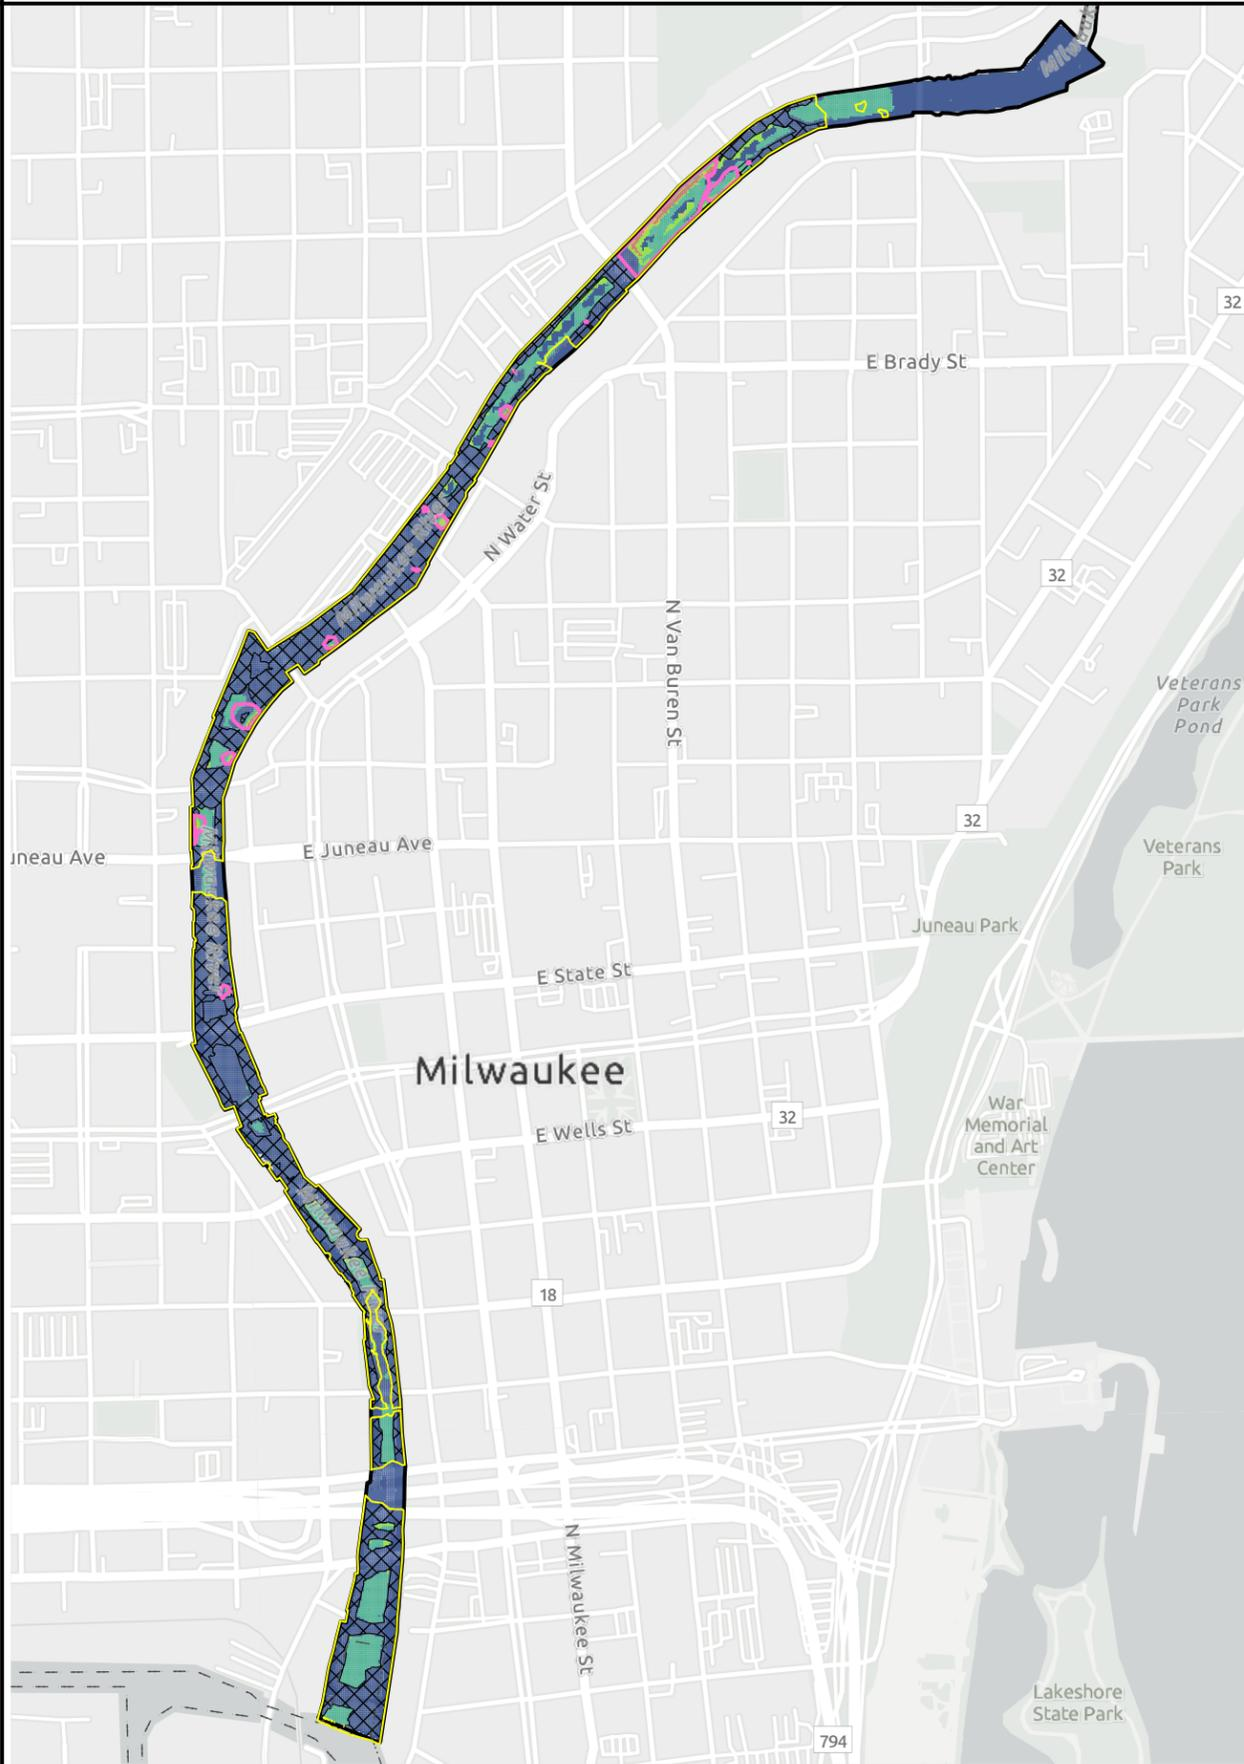 32
E Brady St
N Water St
32
N Van Buren St
Veterans
Park
Pond
32
uneau Ave
E Juneau Ave
Veterans
Park
Juneau Park
E State St
Milwaukee
War
Memorial
and Art
Center
32
E Wells St
18
N Milwaukee St
Lakeshore
State Park
794